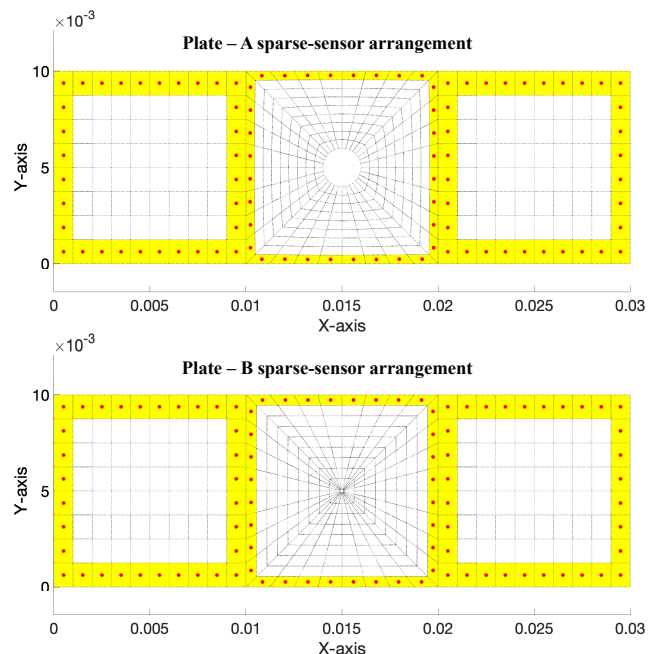 ×10⁻³
Plate – A sparse-sensor arrangement
10
5
0
Y-axis
0 0.005 0.01 0.015 0.02 0.025 0.03
X-axis
×10⁻³
Plate – B sparse-sensor arrangement
10
5
0
Y-axis
0 0.005 0.01 0.015 0.02 0.025 0.03
X-axis